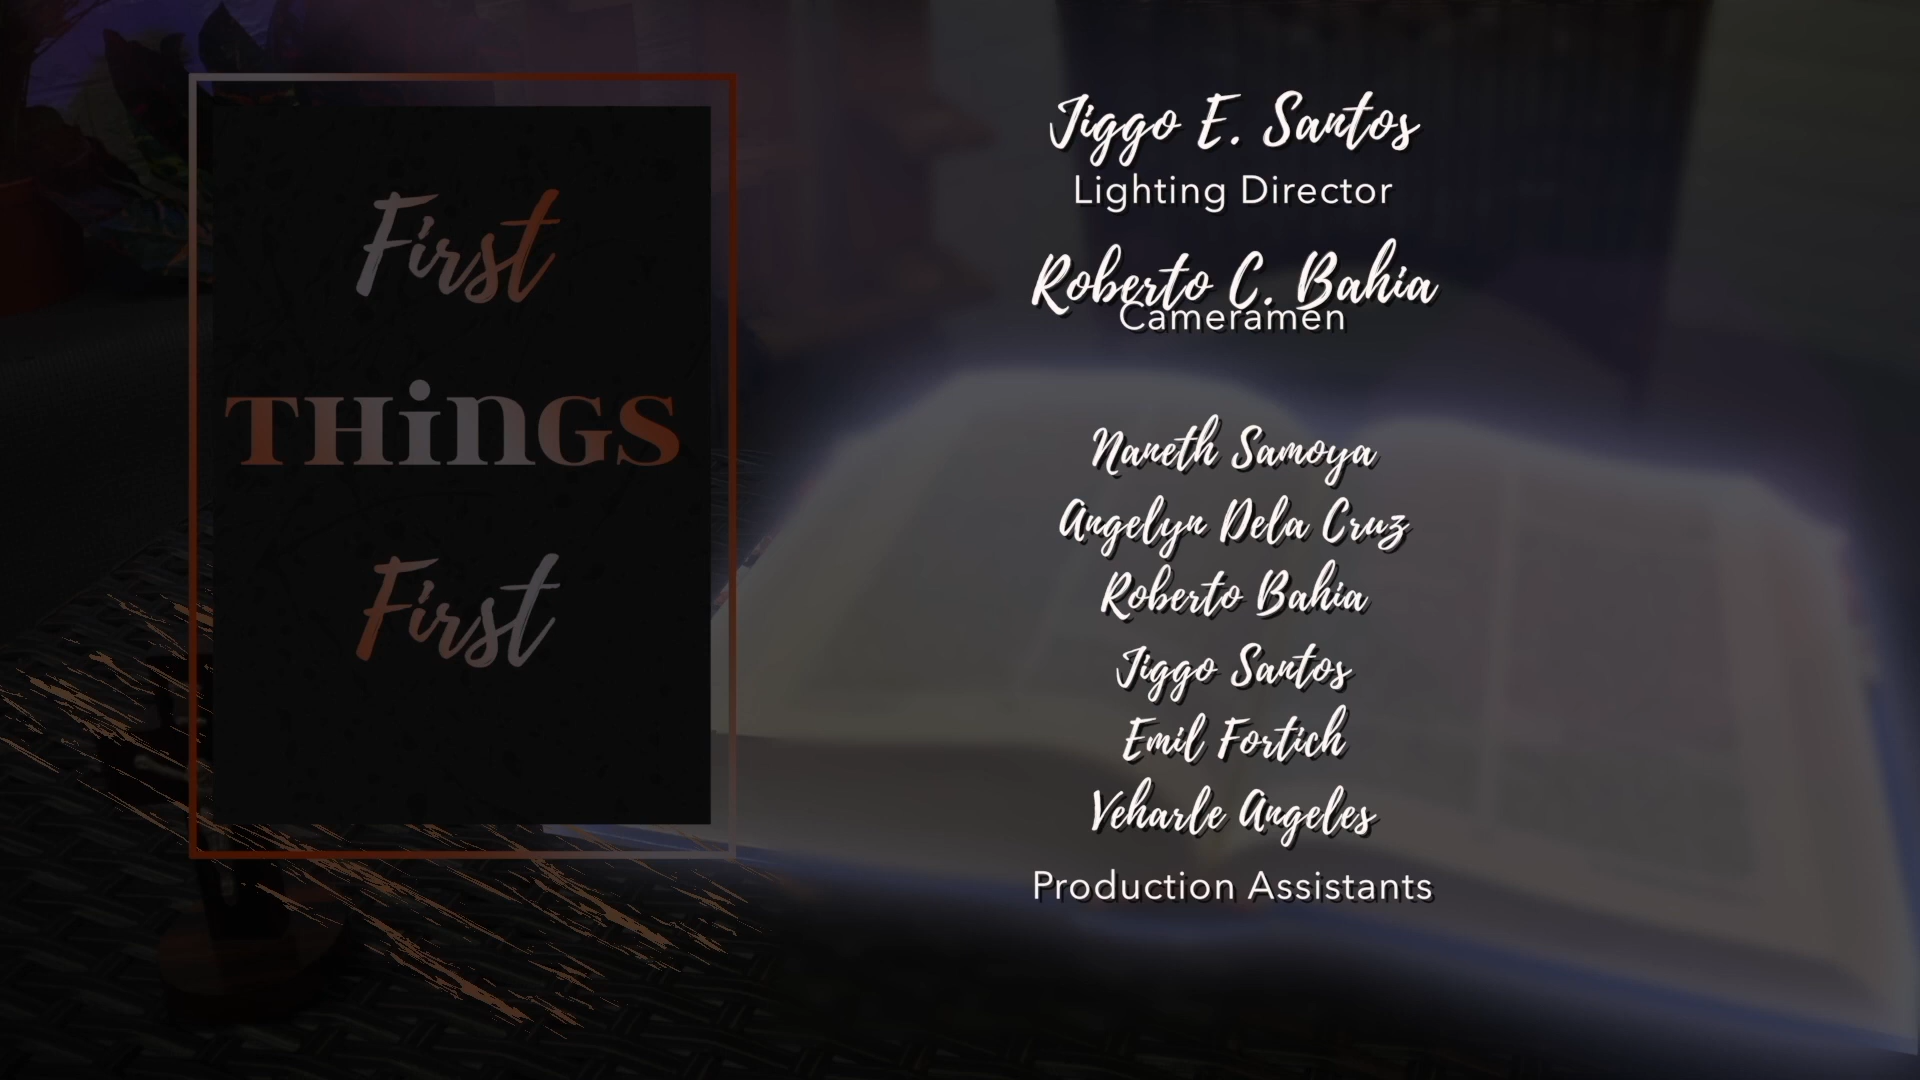 First
THiNGS
First
Jiggo E. Santos
Lighting Director
Roberto C. Bahia
Cameramen
Naneth Samoya
Angelyn Dela Cruz
Roberto Bahia
Jiggo Santos
Emil Fortich
Veharle Angeles
Production Assistants